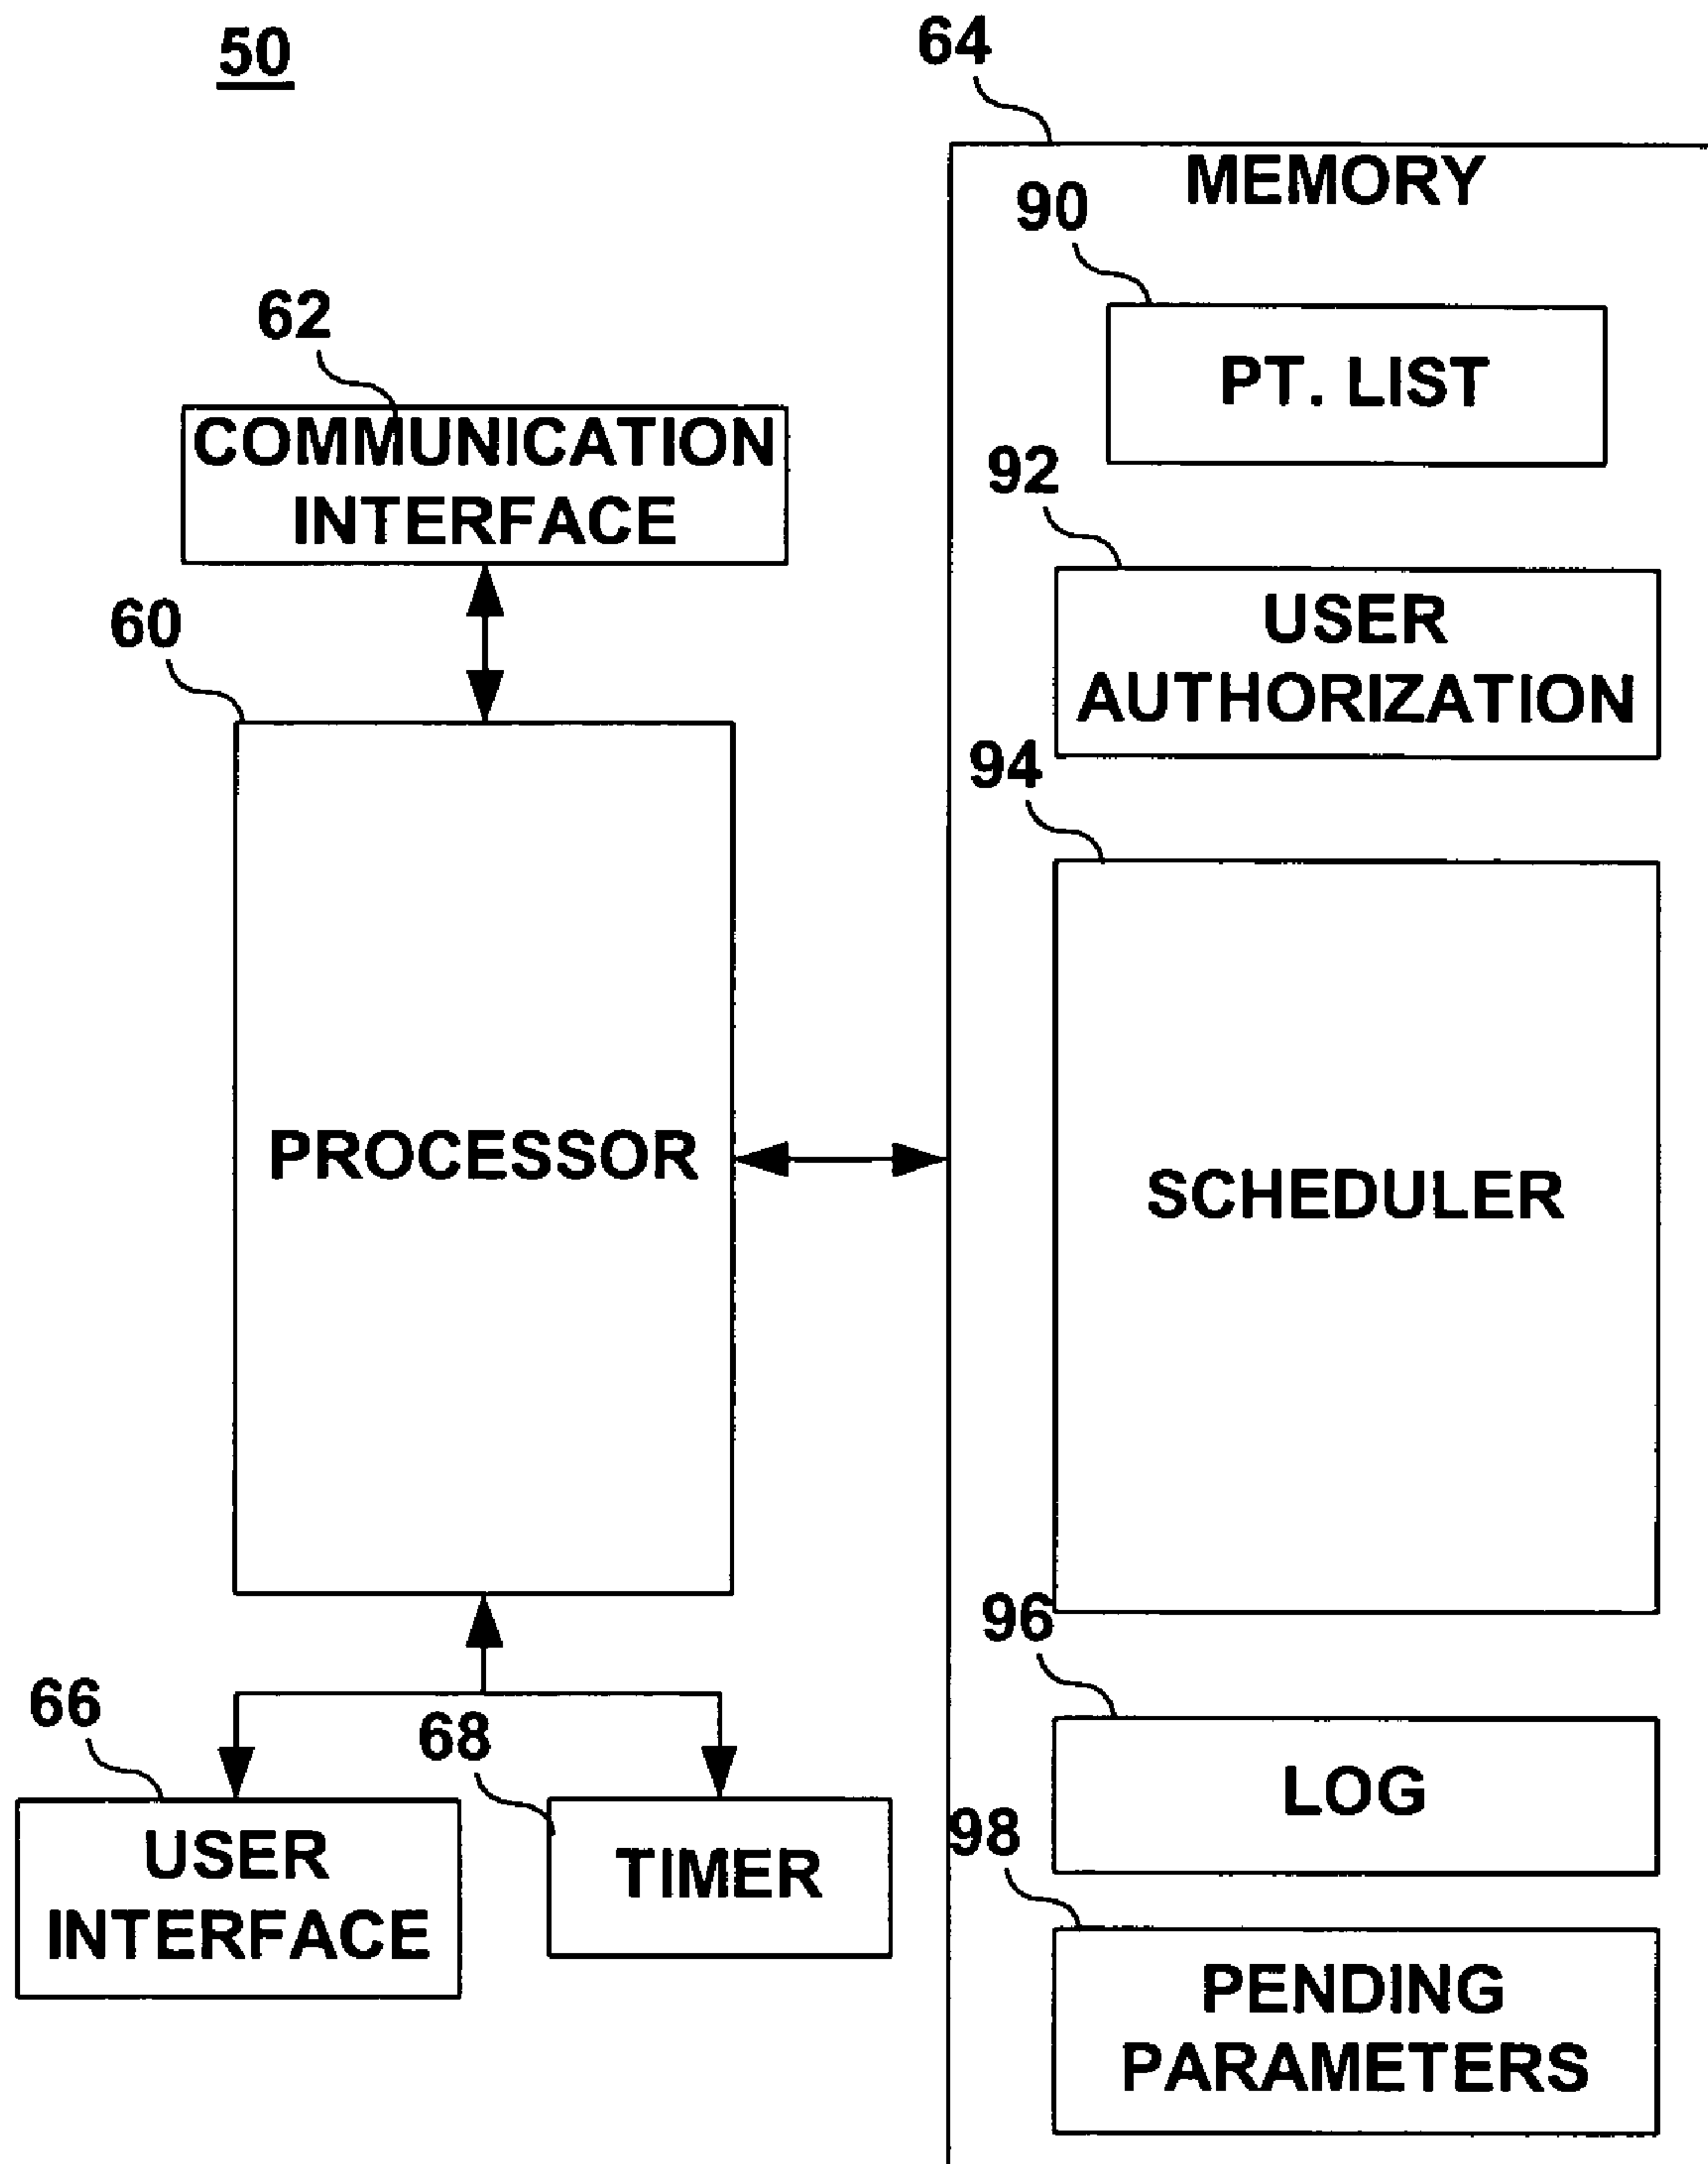 50
64
MEMORY
90
PT. LIST
62
COMMUNICATION
INTERFACE
92
USER
AUTHORIZATION
60
PROCESSOR
94
SCHEDULER
96
LOG
66
USER
INTERFACE
68
TIMER
98
PENDING
PARAMETERS